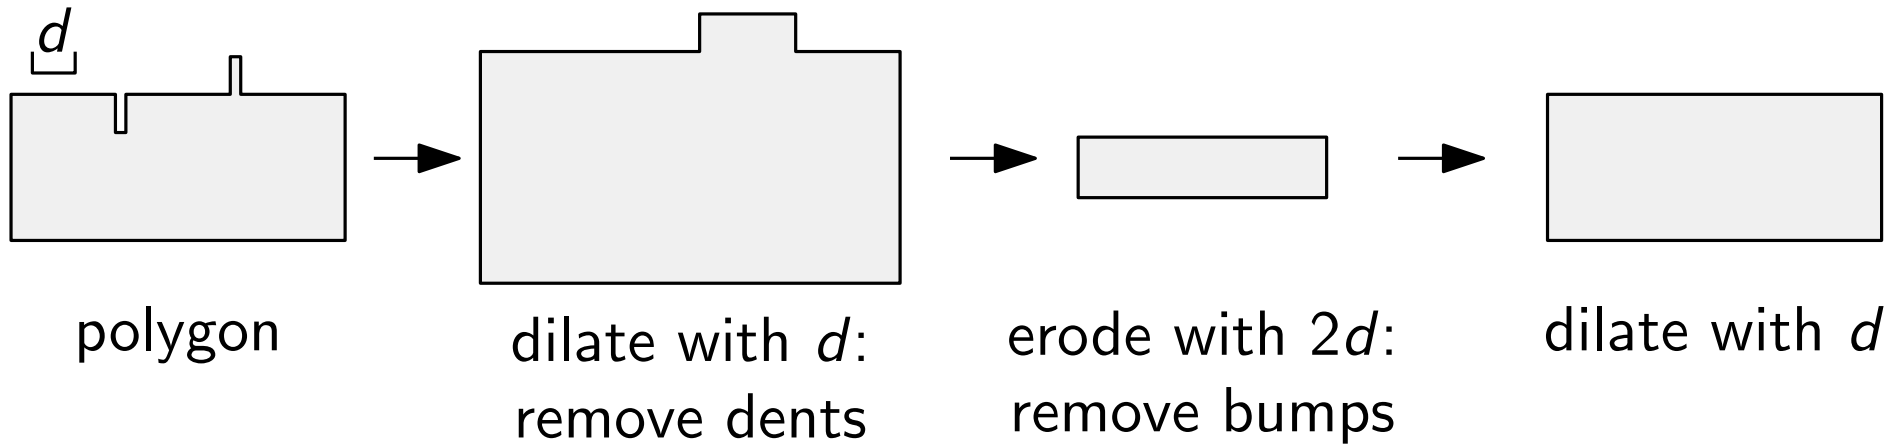 d
polygon
dilate with d:
remove dents
erode with 2d:
remove bumps
dilate with d